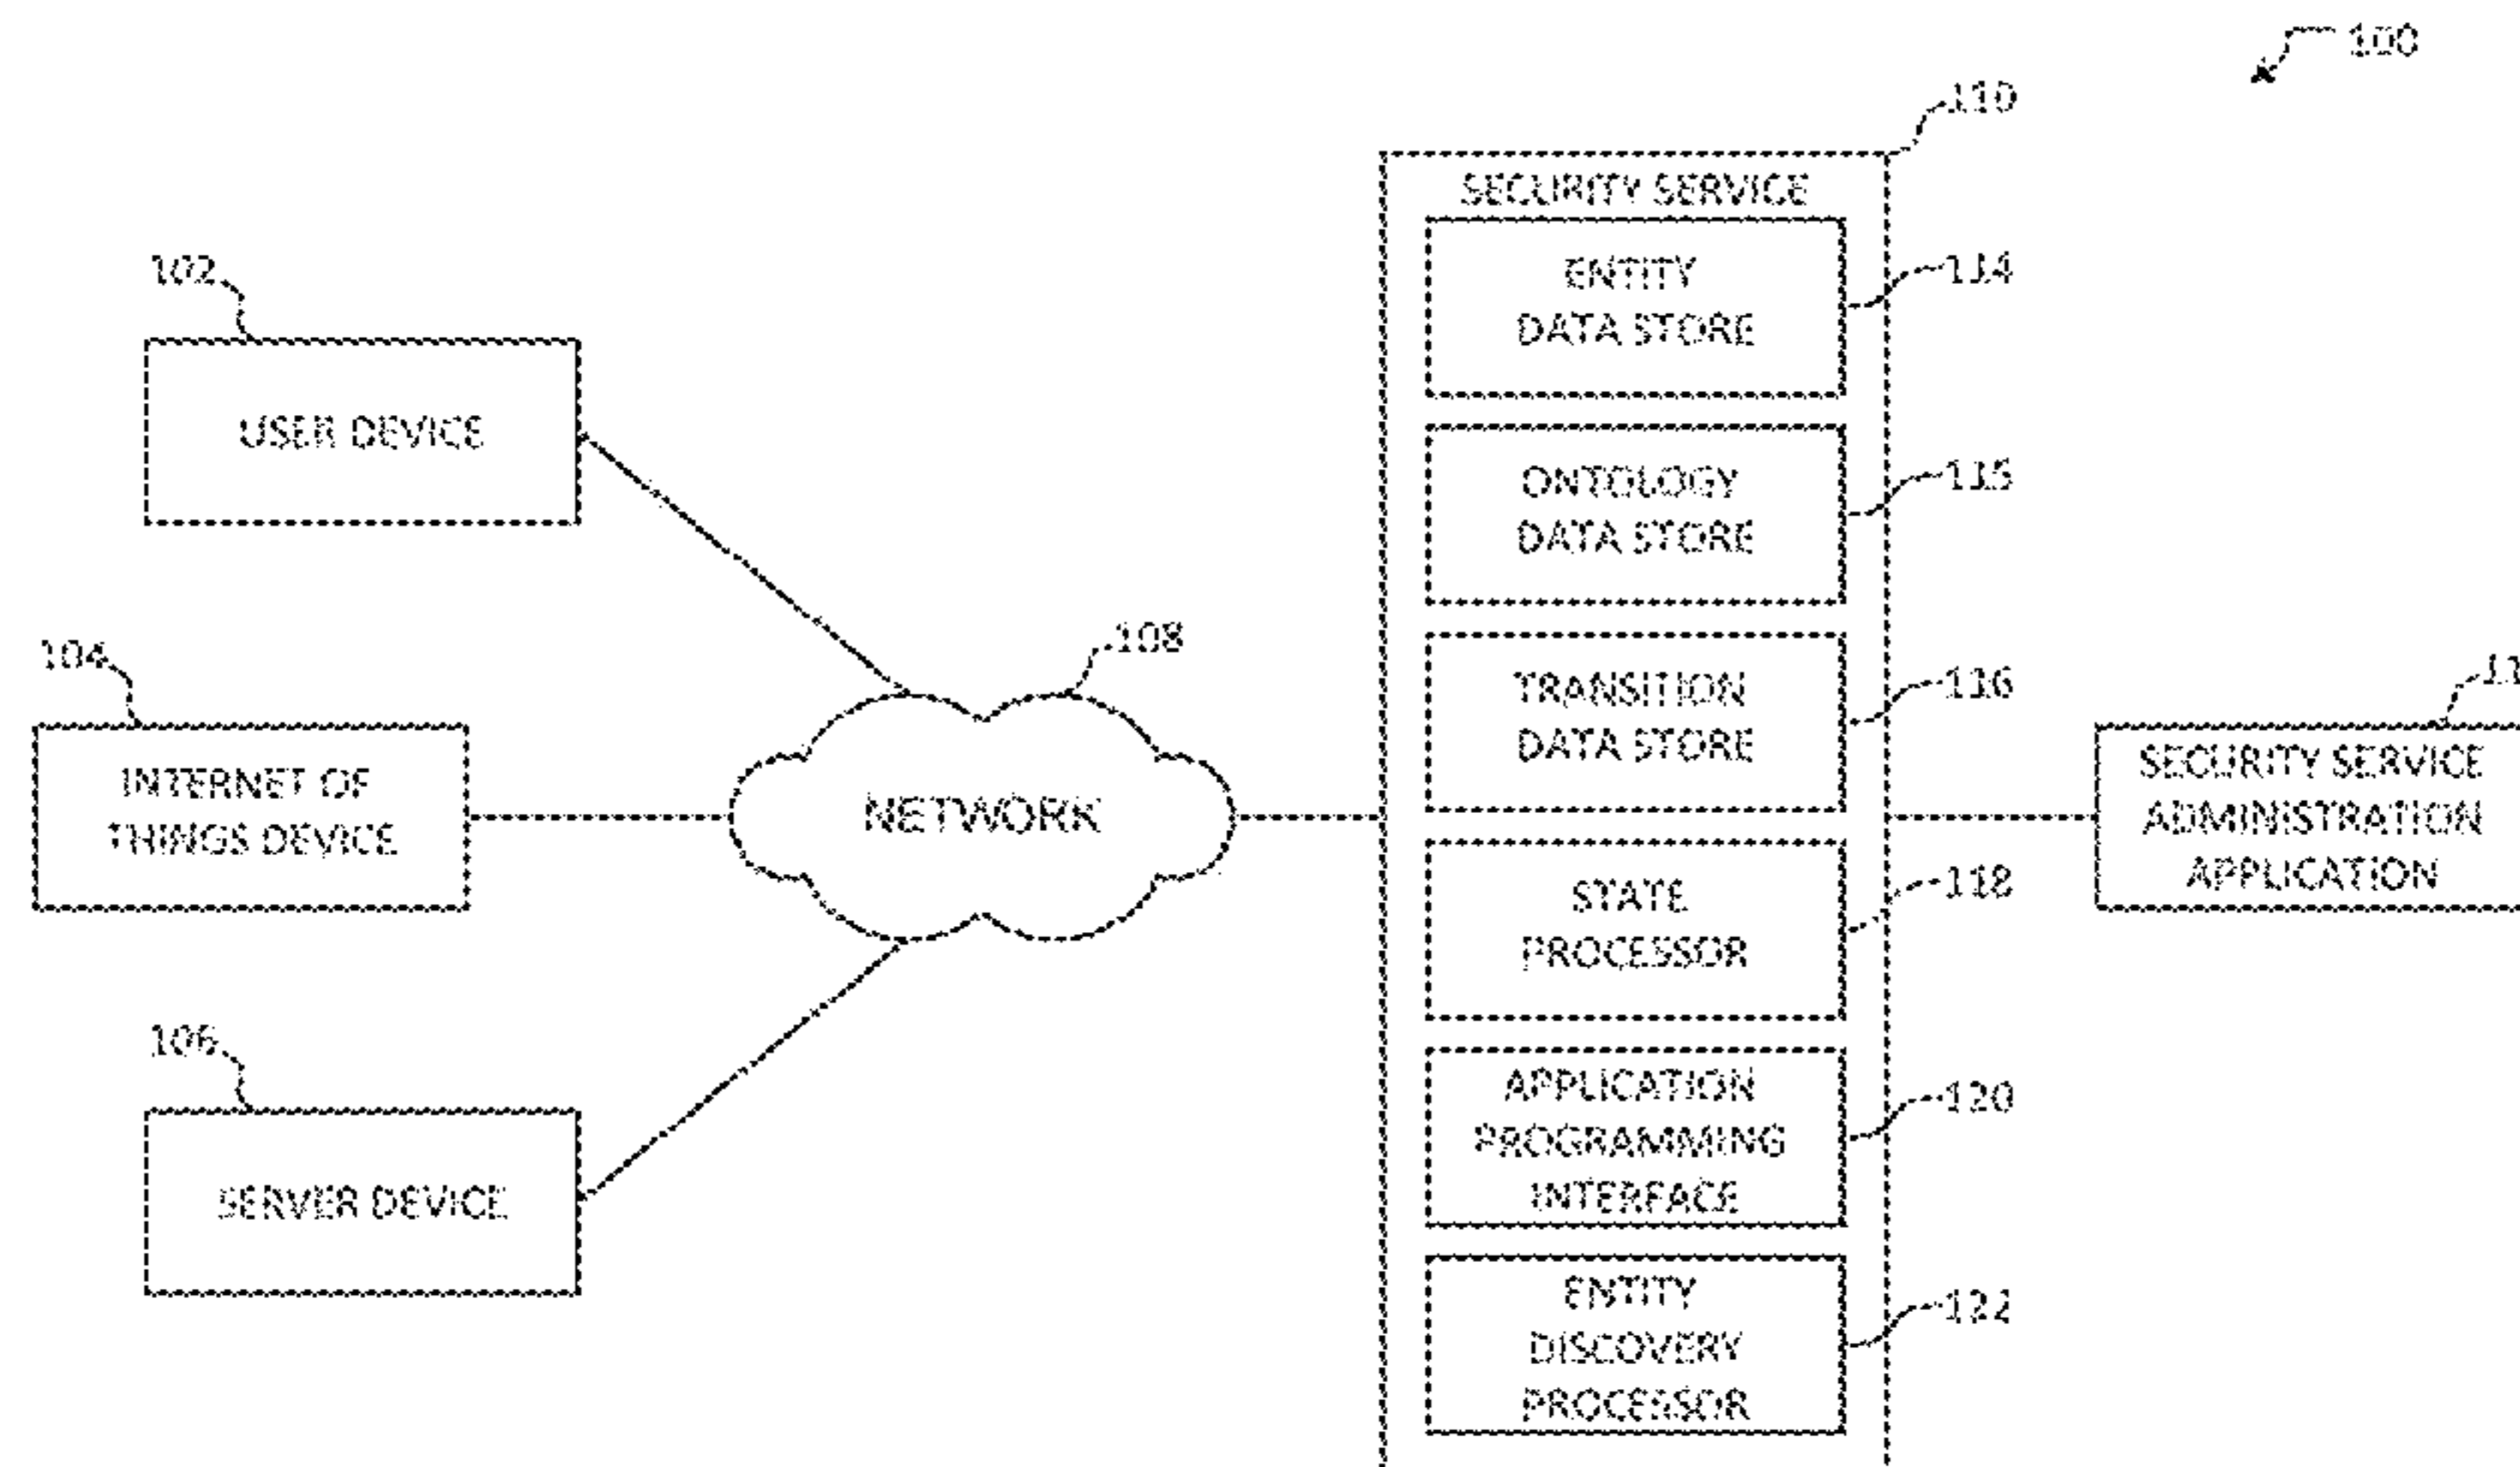 100
110
SECURITY SERVICE
102
ENTITY
DATA STORE
114
USER DEVICE
ONTOLOGY
DATA STORE
115
104
108
TRANSITION
DATA STORE
116
INTERNET OF
THINGS DEVICE
NETWORK
SECURITY SERVICE
ADMINISTRATION
APPLICATION
STATE
PROCESSOR
118
106
SERVER DEVICE
APPLICATION
PROGRAMMING
INTERFACE
120
ENTITY
DISCOVERY
PROCESSOR
122